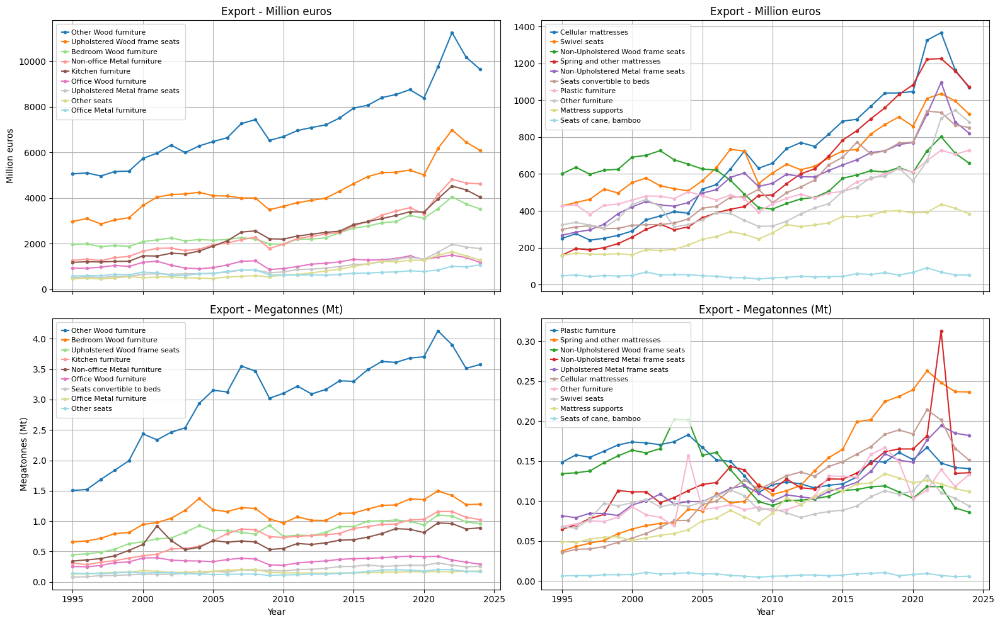 Export - Million euros
Million euros
10000
8000
6000
4000
2000
0
Other Wood furniture
Upholstered Wood frame seats
Bedroom Wood furniture
Non-office Metal furniture
Kitchen furniture
Office Wood furniture
Upholstered Metal frame seats
Other seats
Office Metal furniture
Export - Million euros
1400
1200
1000
800
600
400
200
0
Cellular mattresses
Swivel seats
Non-Upholstered Wood frame seats
Spring and other mattresses
Non-Upholstered Metal frame seats
Seats convertible to beds
Plastic furniture
Other furniture
Mattress supports
Seats of cane, bamboo
Export - Megatonnes (Mt)
Megatonnes (Mt)
4.0
3.5
3.0
2.5
2.0
1.5
1.0
0.5
0.0
Other Wood furniture
Bedroom Wood furniture
Upholstered Wood frame seats
Kitchen furniture
Non-office Metal furniture
Office Wood furniture
Seats convertible to beds
Office Metal furniture
Other seats
1995 2000 2005 2010 2015 2020 2025
Year
Export - Megatonnes (Mt)
0.30
0.25
0.20
0.15
0.10
0.05
0.00
Plastic furniture
Spring and other mattresses
Non-Upholstered Wood frame seats
Non-Upholstered Metal frame seats
Upholstered Metal frame seats
Cellular mattresses
Other furniture
Swivel seats
Mattress supports
Seats of cane, bamboo
1995 2000 2005 2010 2015 2020 2025
Year